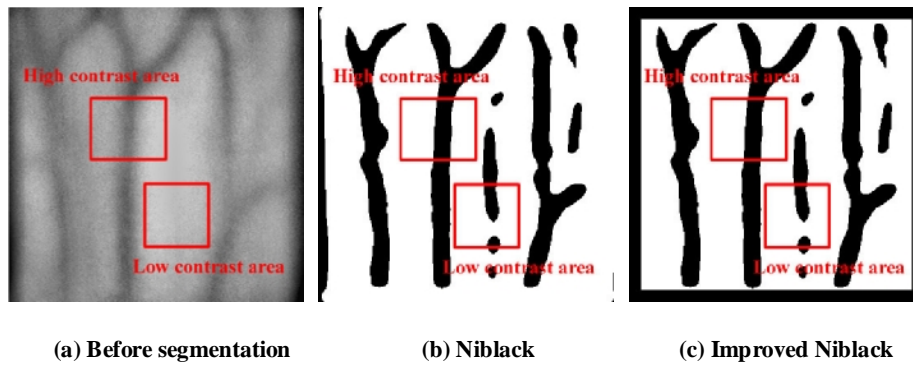 High contrast area
Low contrast area
High contrast area
Low contrast area
High contrast area
Low contrast area
(a) Before segmentation
(b) Niblack
(c) Improved Niblack